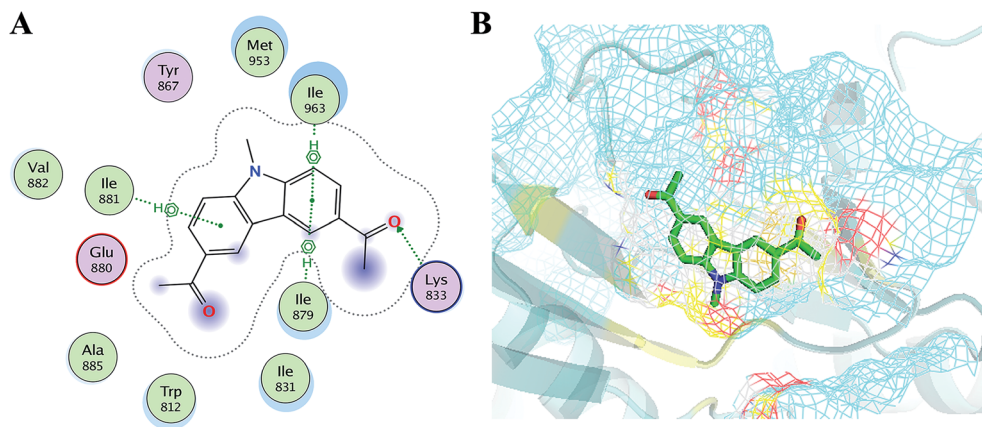 A
B
Met
953
Tyr
867
Ile
963
H
N
Val
882
Ile
881
H
O
Glu
880
H
Lys
833
O
Ile
879
Ala
885
Ile
831
Trp
812